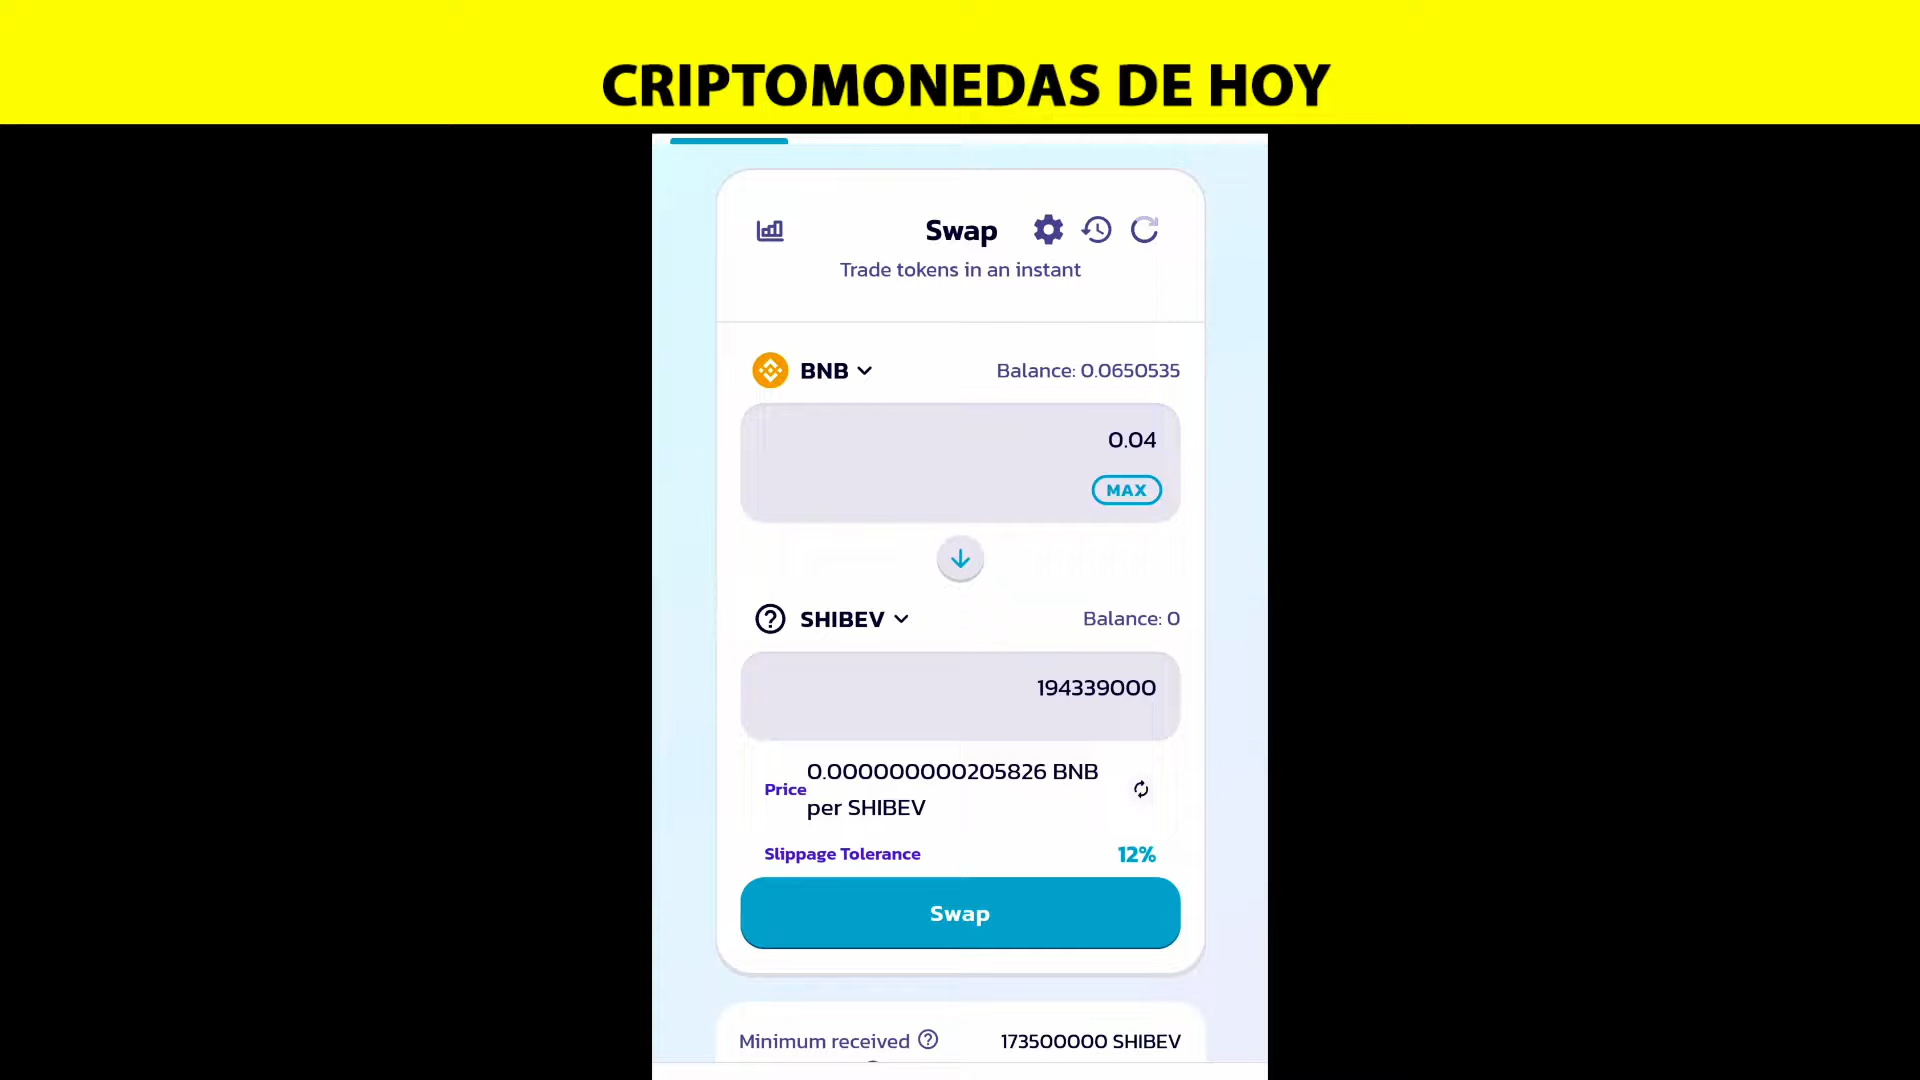 CRIPTOMONEDAS DE HOY
Swap
Trade tokens in an instant
BNB
Balance: 0.0650535
0.04
MAX
SHIBEV
Balance: 0
194339000
Price
0.000000000205826 BNB
per SHIBEV
Slippage Tolerance
12%
Swap
Minimum received
173500000 SHIBEV